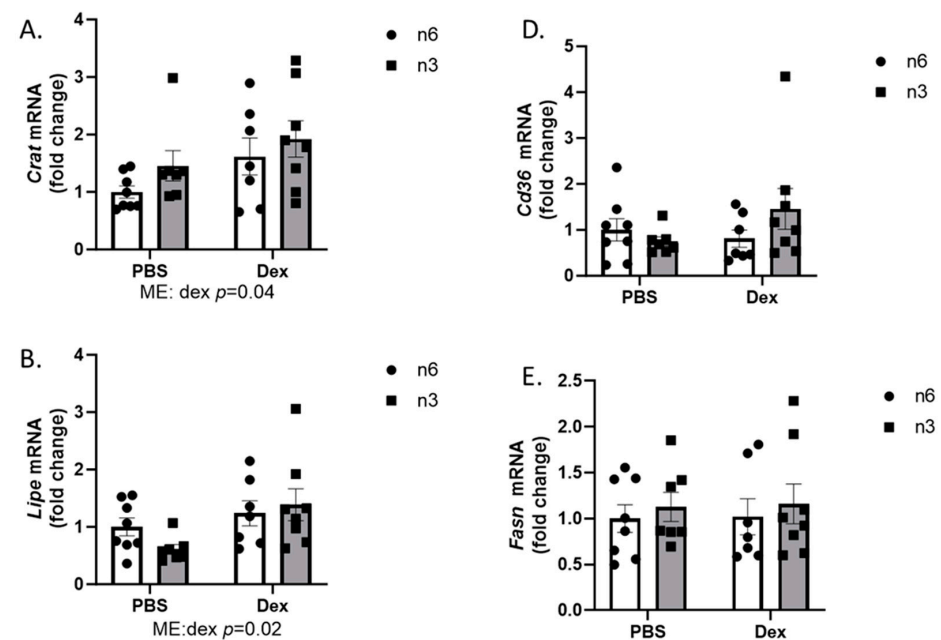 A.
Crat mRNA
(fold change)
4
3
2
1
0
PBS
Dex
ME: dex p=0.04
n6
n3
D.
Cd36 mRNA
(fold change)
5
4
3
2
1
0
PBS
Dex
n6
n3
B.
Lipe mRNA
(fold change)
4
3
2
1
0
PBS
Dex
ME:dex p=0.02
n6
n3
E.
Fasn mRNA
(fold change)
2.5
2.0
1.5
1.0
0.5
0.0
PBS
Dex
n6
n3